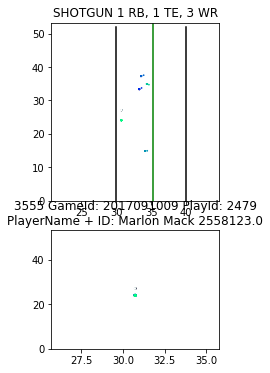 SHOTGUN 1 RB, 1 TE, 3 WR
50
40
30
20
10
0
25 30 35 40
3555 GameId: 2017091009 PlayId: 2479
PlayerName + ID: Marlon Mack 2558123.0
40
20
0
27.5 30.0 32.5 35.0